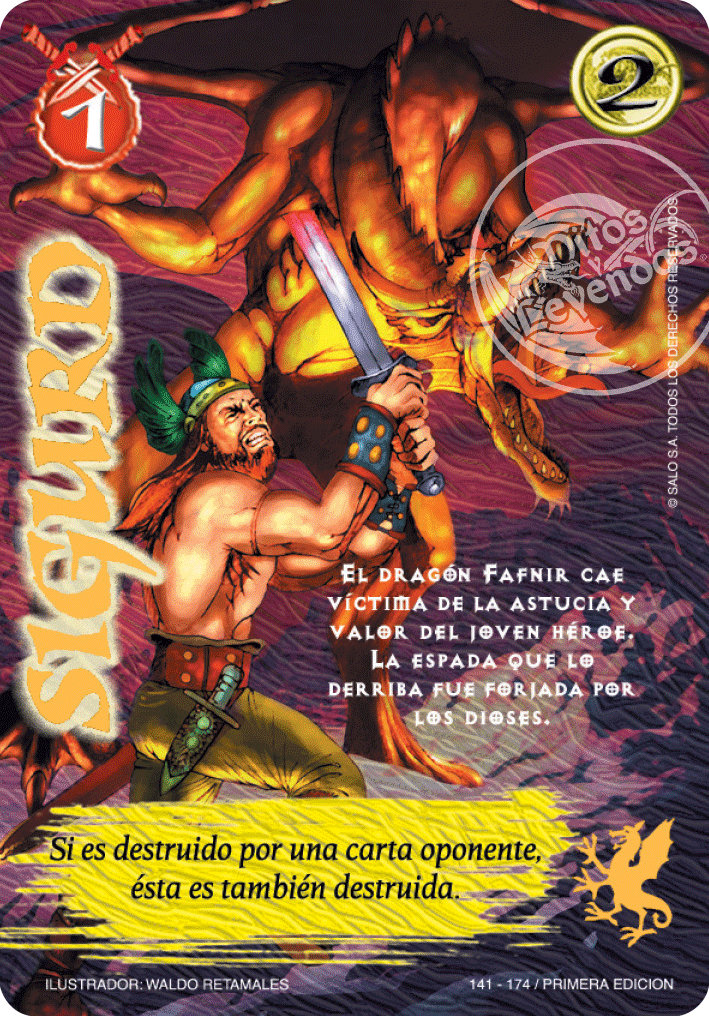 1
2
Mitos
y
Leyendas
© SALO S.A. TODOS LOS DERECHOS RESERVADOS
SIGURD
El dragón Fafnir cae
víctima de la astucia y
valor del joven héroe.
La espada que lo
derriba fue forjada por
los dioses.
Si es destruido por una carta oponente,
ésta es también destruida.
ILUSTRADOR: WALDO RETAMALES
141 - 174 / PRIMERA EDICION